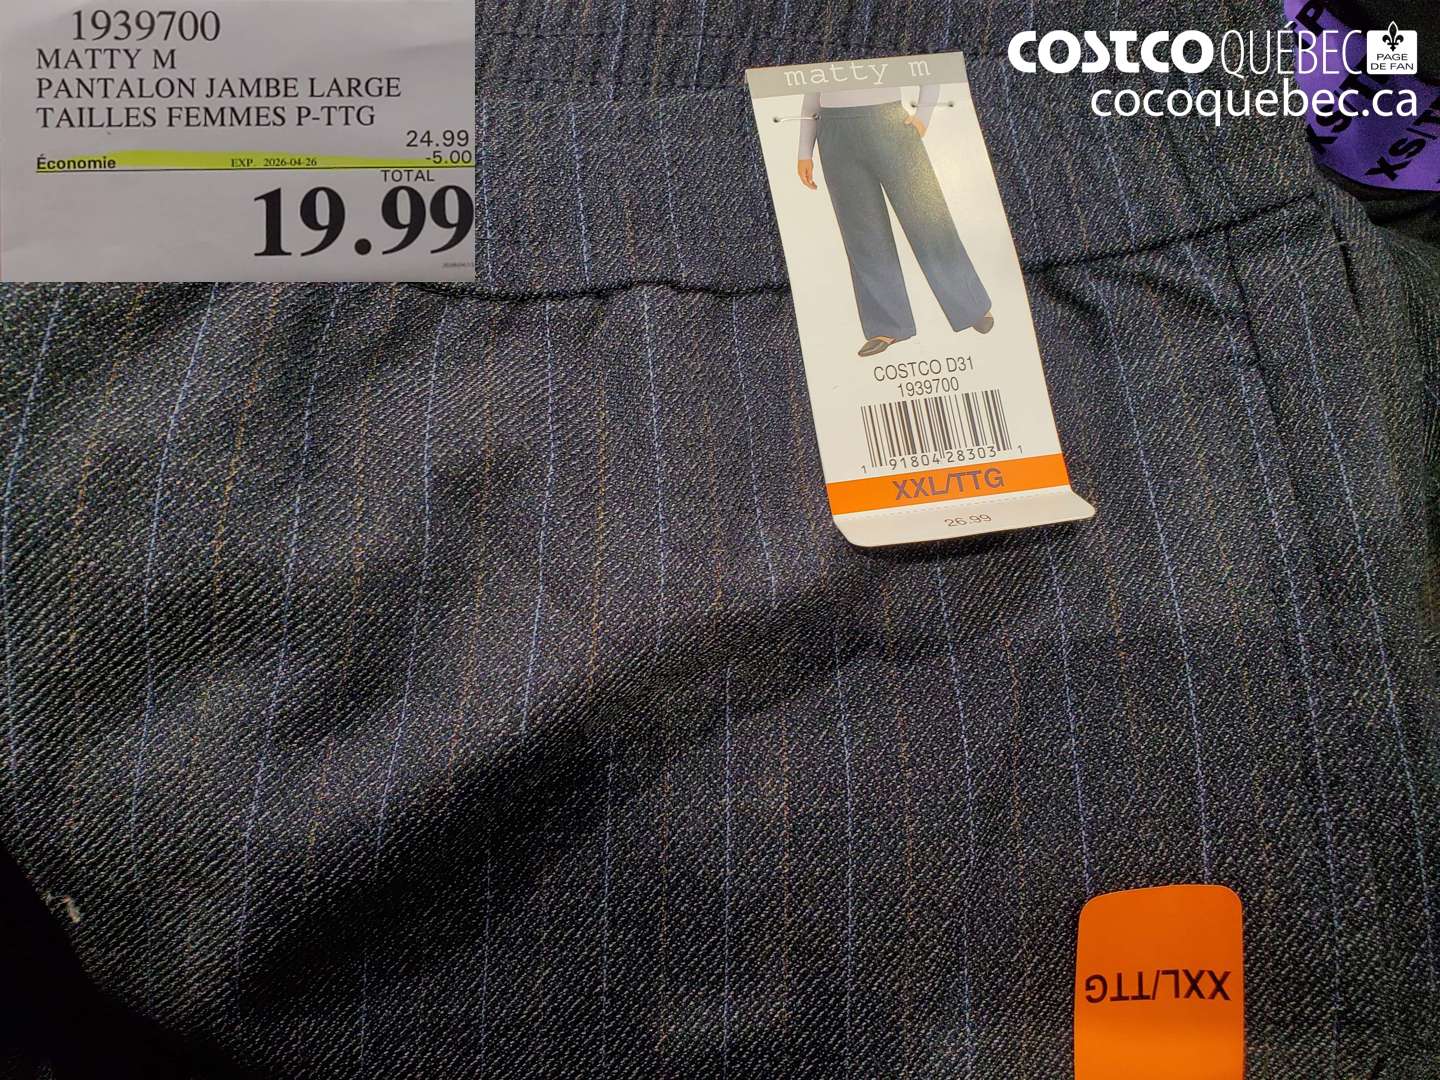 1939700
MATTY M
PANTALON JAMBE LARGE
TAILLES FEMMES P-TTG
24.99
Économie EXP. 2026-04-26 -5.00
TOTAL
19.99
COSTCO QUÉBEC PAGE DE FAN
cocoquebec.ca
matty m
COSTCO D31
1939700
1 91804 28303 1
XXL/TTG
26.99
XXL/TTG
XS/TP